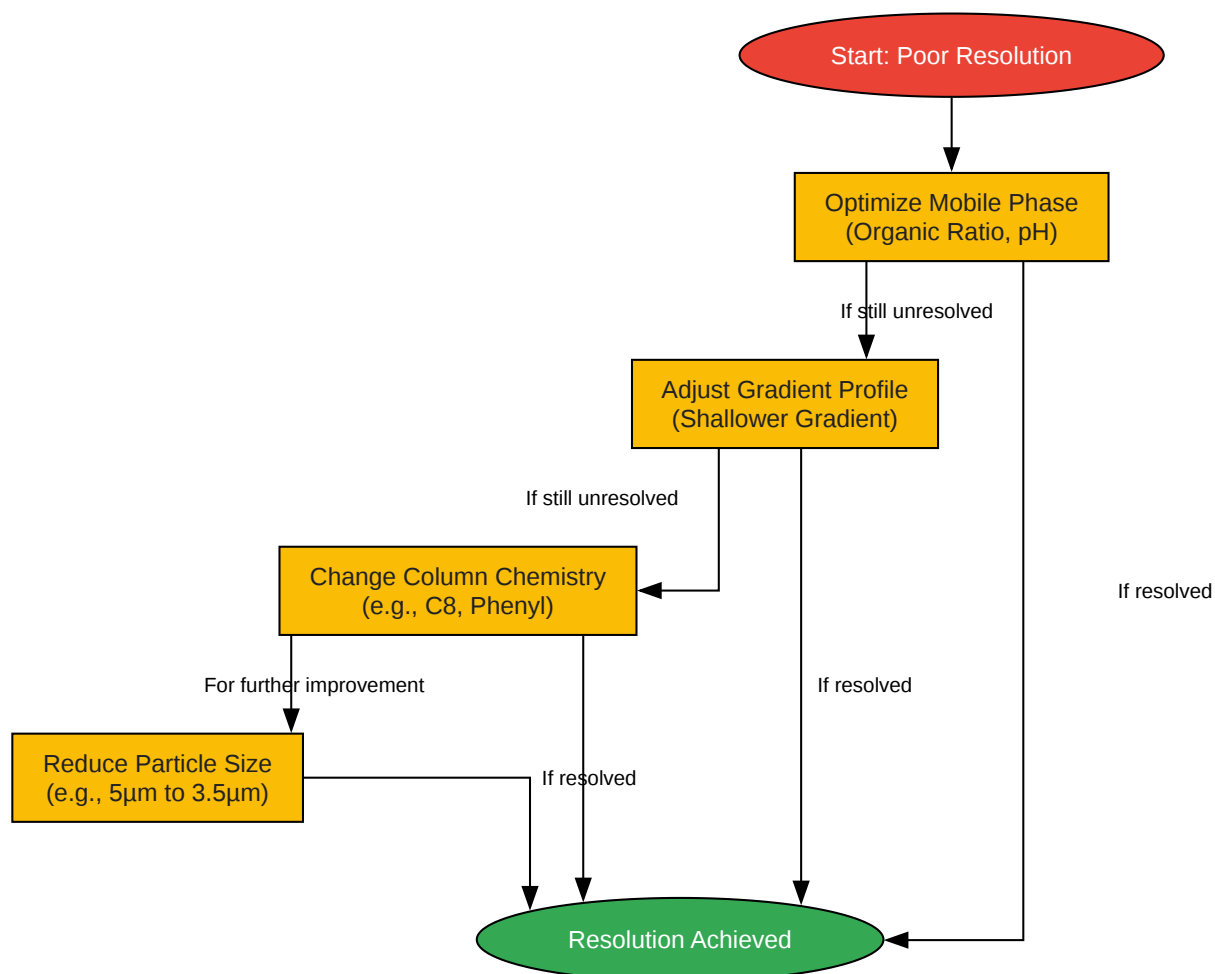 Start: Poor Resolution
Optimize Mobile Phase
(Organic Ratio, pH)
If still unresolved
Adjust Gradient Profile
(Shallower Gradient)
If still unresolved
Change Column Chemistry
(e.g., C8, Phenyl)
If resolved
For further improvement
If resolved
Reduce Particle Size
(e.g., 5µm to 3.5µm)
If resolved
Resolution Achieved